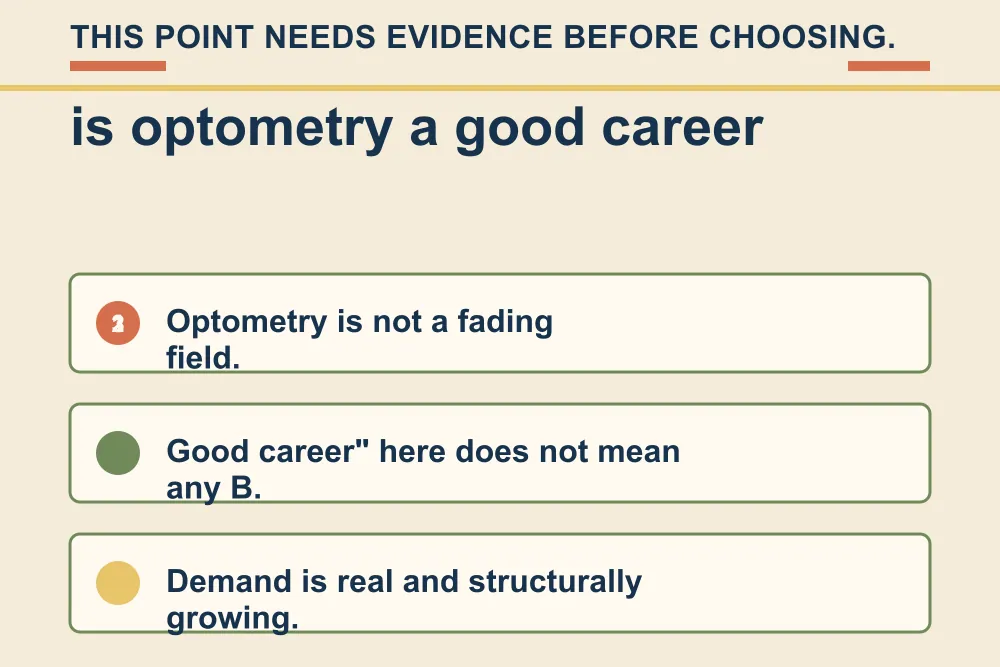 THIS POINT NEEDS EVIDENCE BEFORE CHOOSING.
is optometry a good career
Optometry is not a fading
field.
Good career" here does not mean
any B.
Demand is real and structurally
growing.